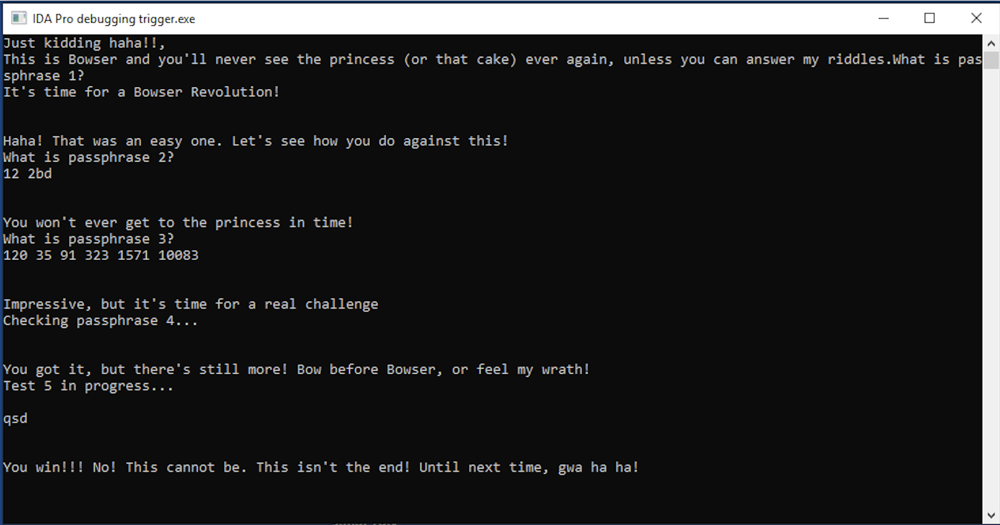 IDA Pro debugging trigger.exe
Just kidding haha!!,
This is Bowser and you'll never see the princess (or that cake) ever again, unless you can answer my riddles.What is pas
sphrase 1?
It's time for a Bowser Revolution!
Haha! That was an easy one. Let's see how you do against this!
What is passphrase 2?
12 2bd
You won't ever get to the princess in time!
What is passphrase 3?
120 35 91 323 1571 10083
Impressive, but it's time for a real challenge
Checking passphrase 4...
You got it, but there's still more! Bow before Bowser, or feel my wrath!
Test 5 in progress...
qsd
You win!!! No! This cannot be. This isn't the end! Until next time, gwa ha ha!